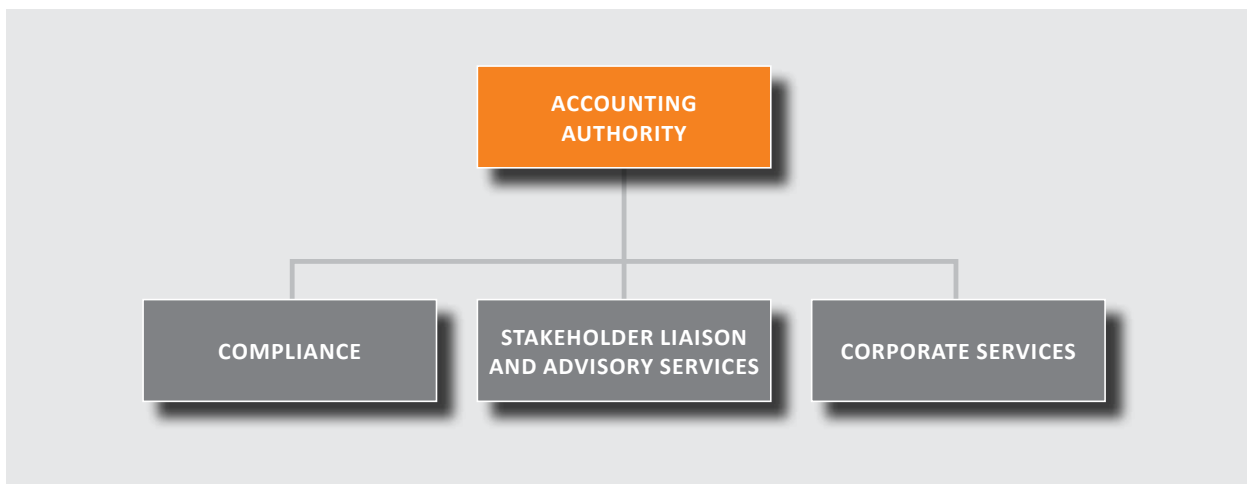 ACCOUNTING
AUTHORITY
COMPLIANCE
STAKEHOLDER LIAISON
AND ADVISORY SERVICES
CORPORATE SERVICES